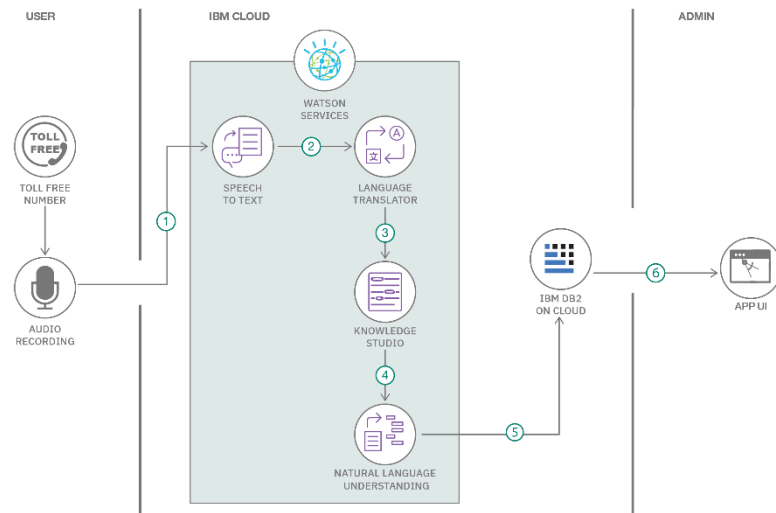 USER
IBM CLOUD
ADMIN
WATSON
SERVICES
TOLL
FREE
TOLL FREE
NUMBER
1
SPEECH
TO TEXT
2
A
文
LANGUAGE
TRANSLATOR
3
AUDIO
RECORDING
KNOWLEDGE
STUDIO
4
NATURAL LANGUAGE
UNDERSTANDING
5
IBM DB2
ON CLOUD
6
APP UI